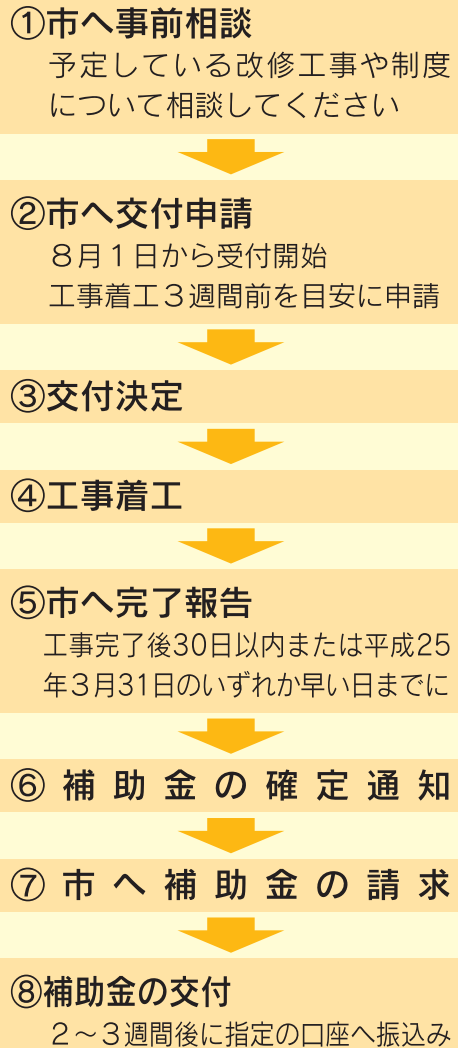 ①市へ事前相談
予定している改修工事や制度
について相談してください
②市へ交付申請
８月１日から受付開始
工事着工３週間前を目安に申請
③交付決定
④工事着工
⑤市へ完了報告
工事完了後30日以内または平成25
年３月31日のいずれか早い日までに
⑥補助金の確定通知
⑦市へ補助金の請求
⑧補助金の交付
２～３週間後に指定の口座へ振込み